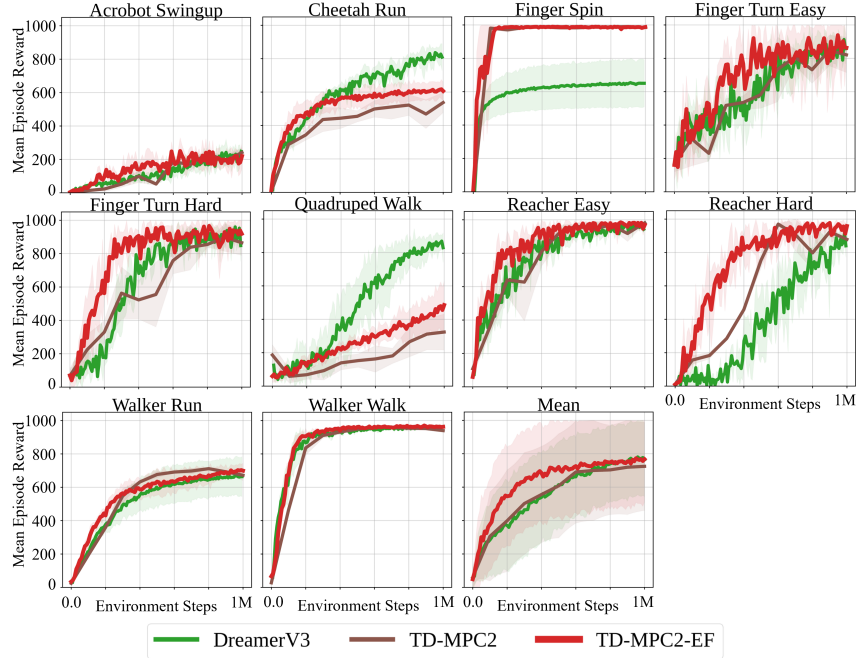 Acrobot Swingup
Cheetah Run
Finger Spin
Finger Turn Easy
Mean Episode Reward
1000
800
600
400
200
0
Finger Turn Hard
Quadruped Walk
Reacher Easy
Reacher Hard
Mean Episode Reward
1000
800
600
400
200
0
0.0 Environment Steps 1M
Walker Run
Walker Walk
Mean
Mean Episode Reward
1000
800
600
400
200
0
0.0 Environment Steps 1M
0.0 Environment Steps 1M
0.0 Environment Steps 1M
DreamerV3 TD-MPC2 TD-MPC2-EF